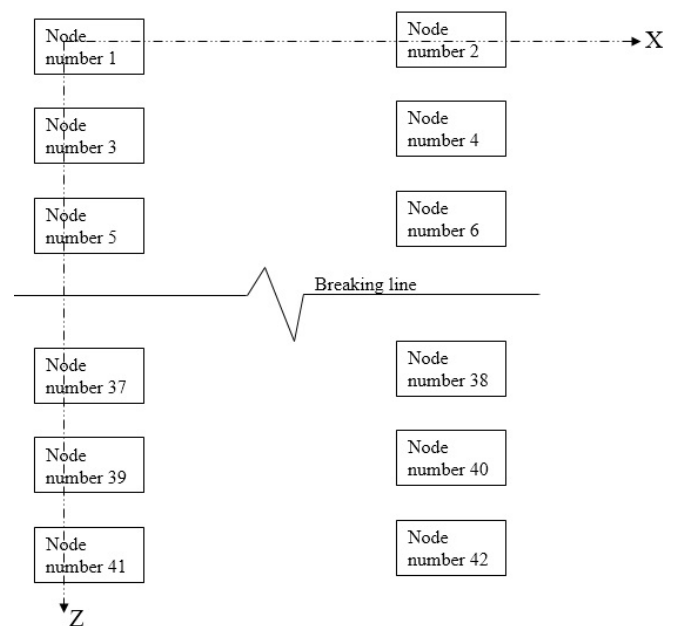 Node
number 1
Node
number 2
X
Node
number 3
Node
number 4
Node
number 5
Node
number 6
Breaking line
Node
number 37
Node
number 38
Node
number 39
Node
number 40
Node
number 41
Node
number 42
Z